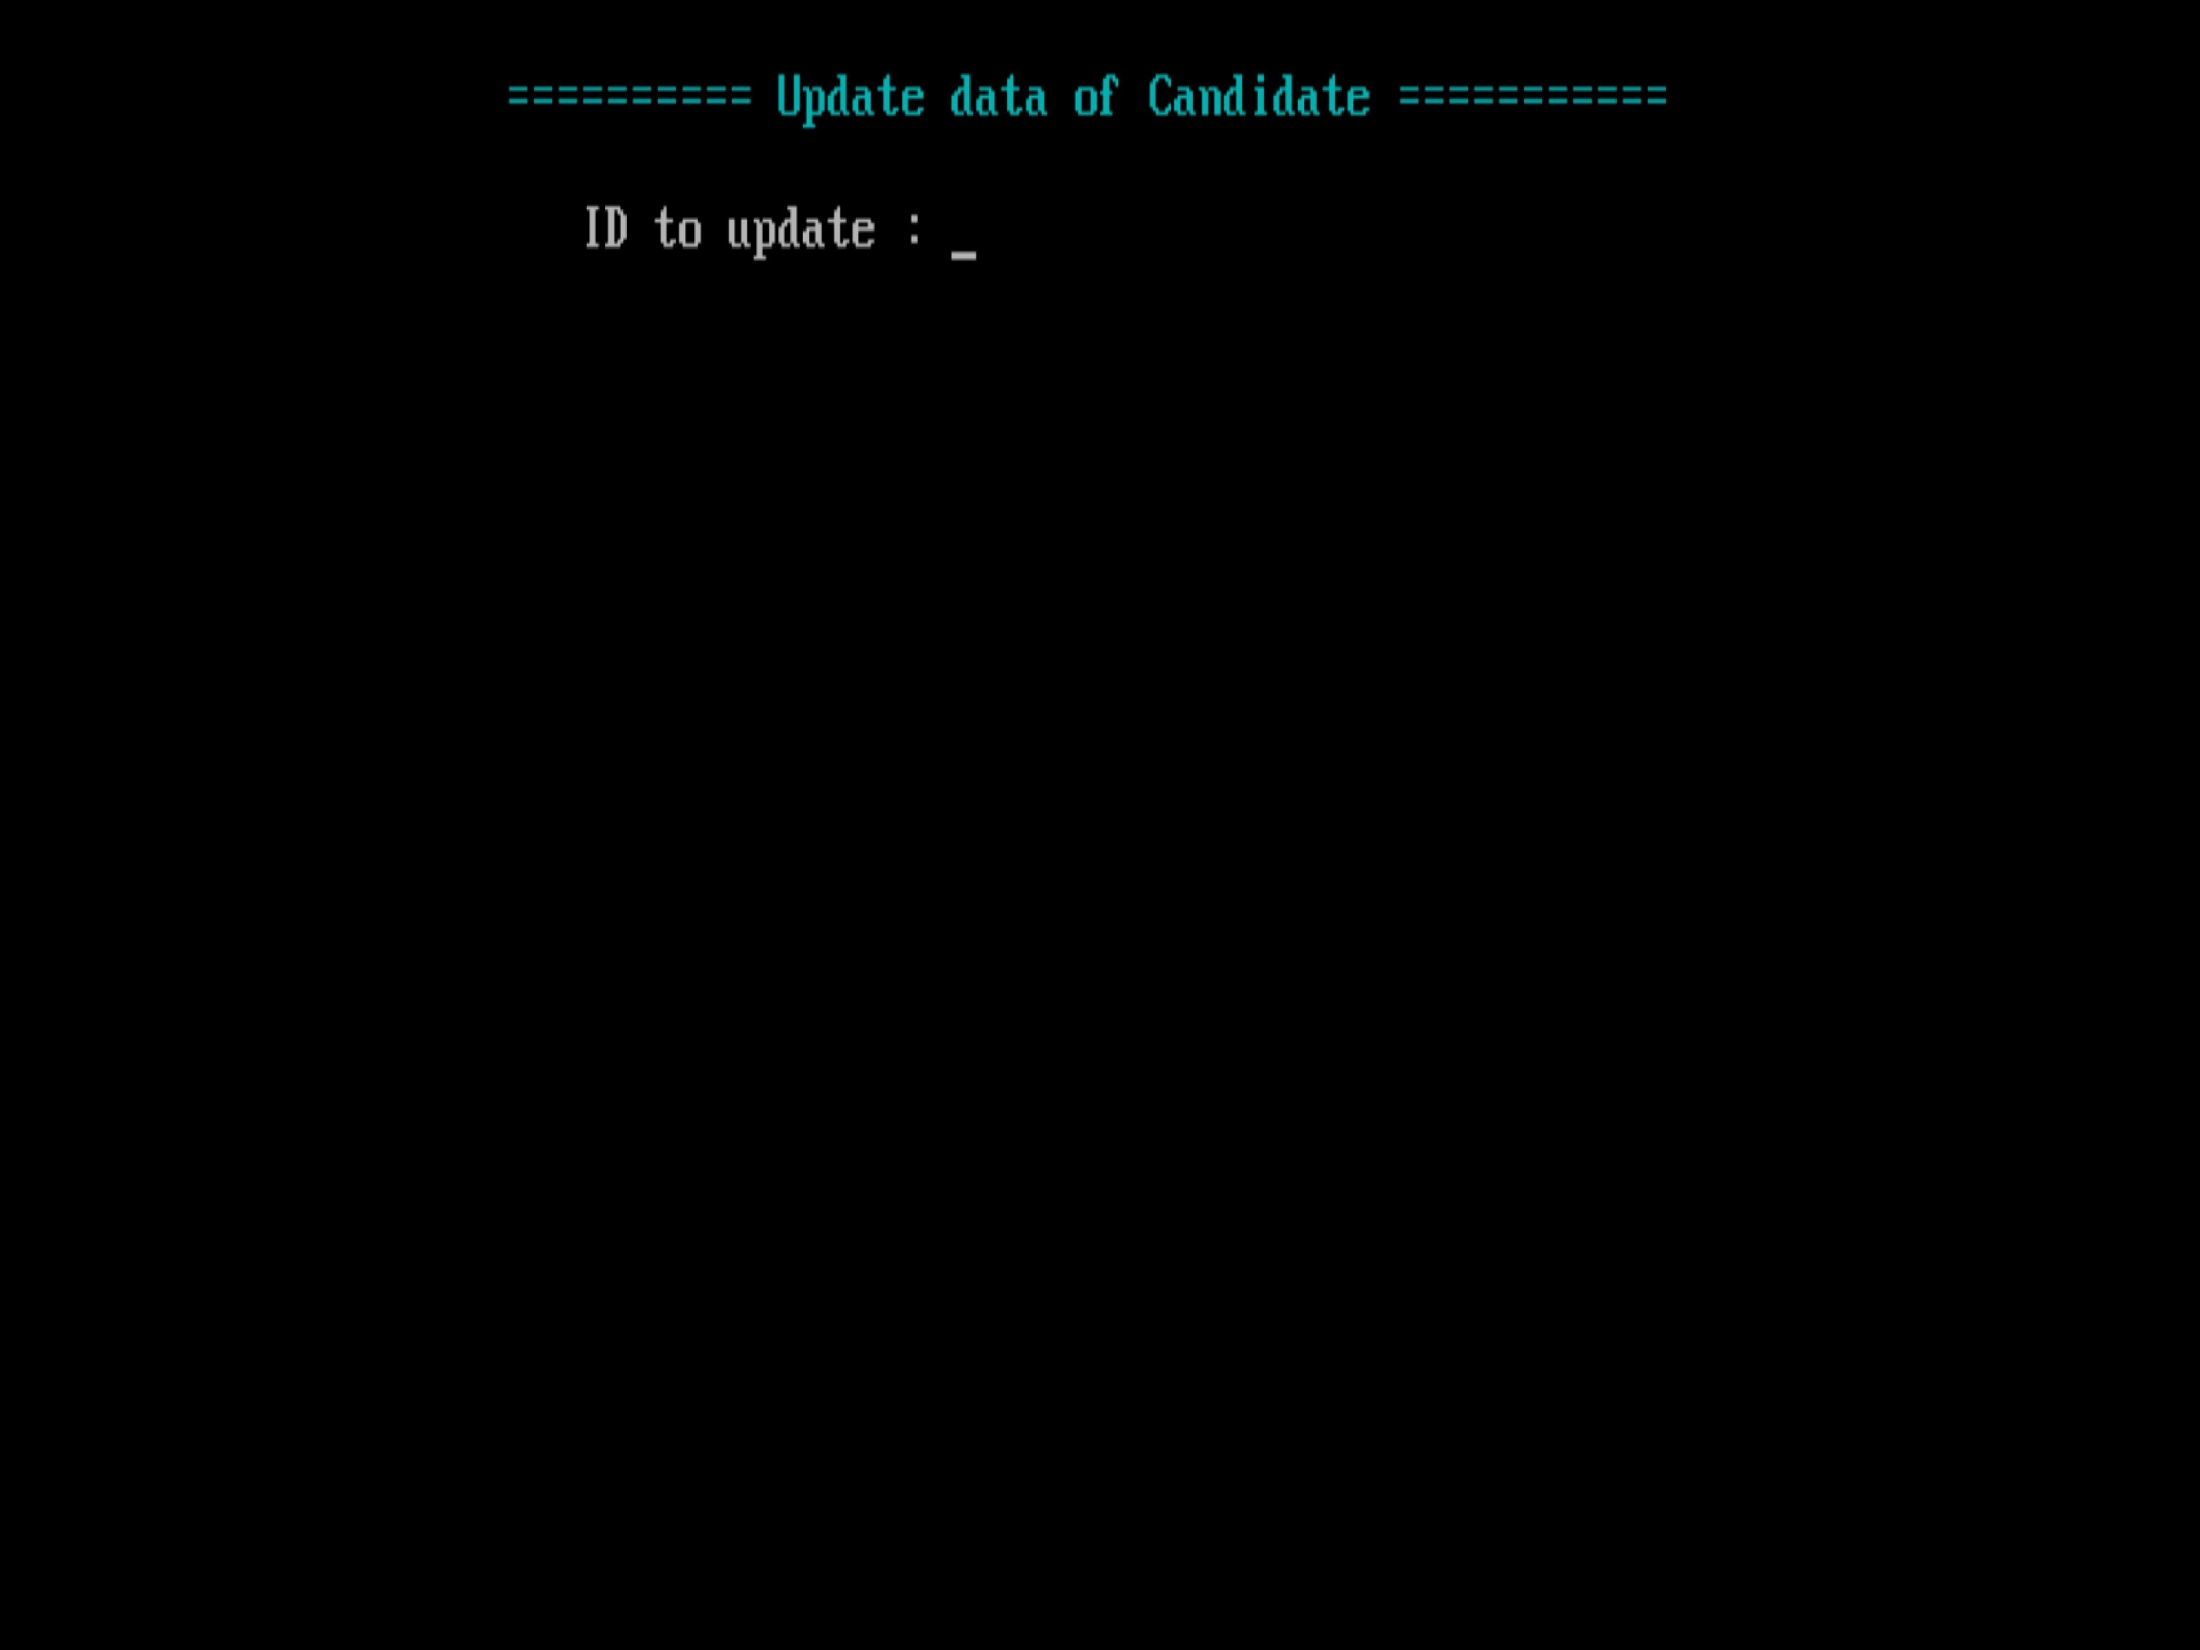 ========== Update data of Candidate ===========
ID to update : _